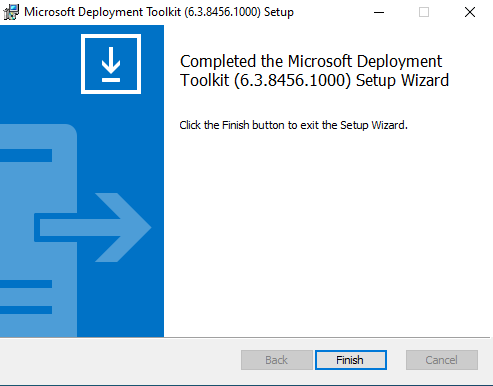 Microsoft Deployment Toolkit (6.3.8456.1000) Setup
Completed the Microsoft Deployment
Toolkit (6.3.8456.1000) Setup Wizard
Click the Finish button to exit the Setup Wizard.
Back
Finish
Cancel